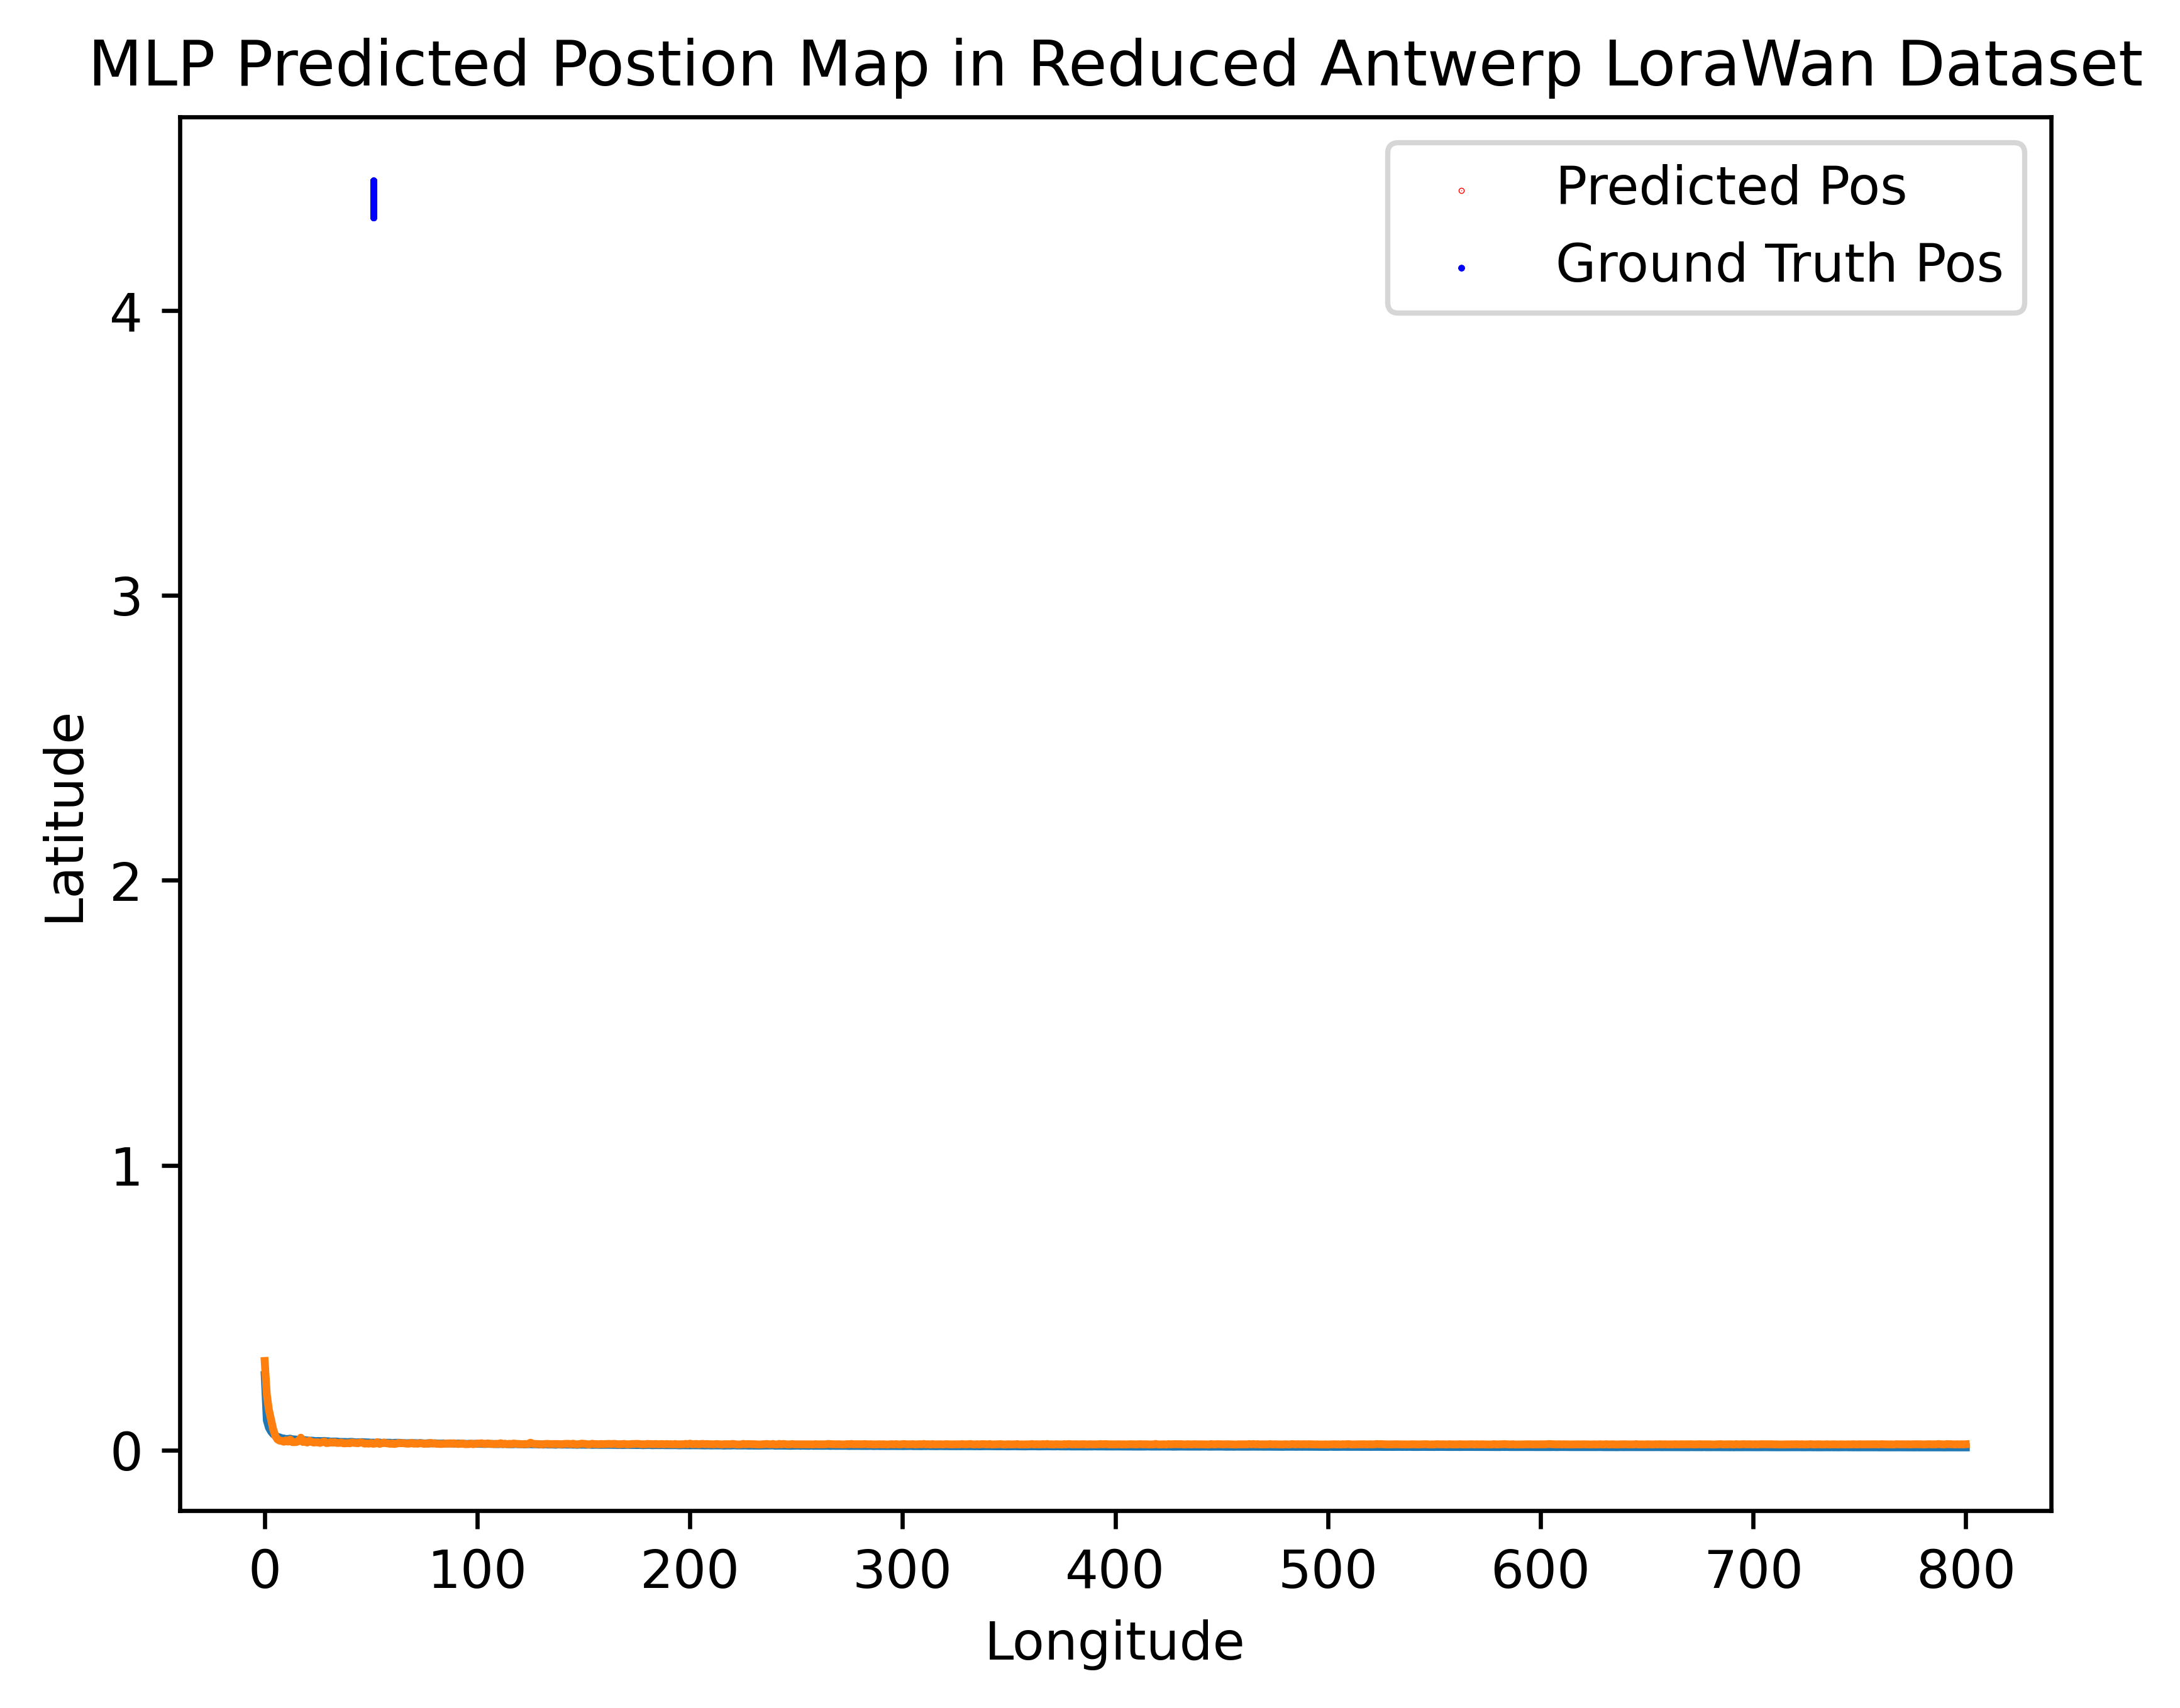 MLP Predicted Postion Map in Reduced Antwerp LoraWan Dataset
Predicted Pos
Ground Truth Pos
4
3
2
1
0
Latitude
0 100 200 300 400 500 600 700 800
Longitude